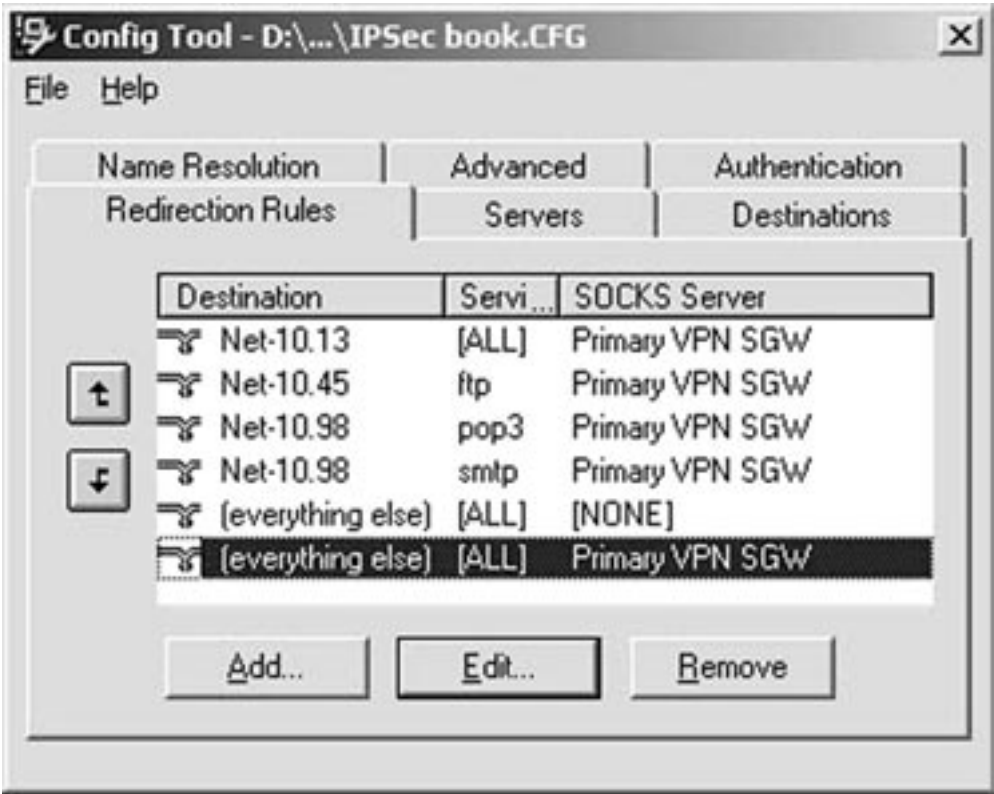 Config Tool - D:\...\IPSec book.CFG
File Help
Name Resolution Advanced Authentication
Redirection Rules Servers Destinations
Destination Servi... SOCKS Server
Net-10.13 [ALL] Primary VPN SGW
Net-10.45 ftp Primary VPN SGW
Net-10.98 pop3 Primary VPN SGW
Net-10.98 smtp Primary VPN SGW
(everything else) [ALL] [NONE]
(everything else) [ALL] Primary VPN SGW
Add... Edit... Remove